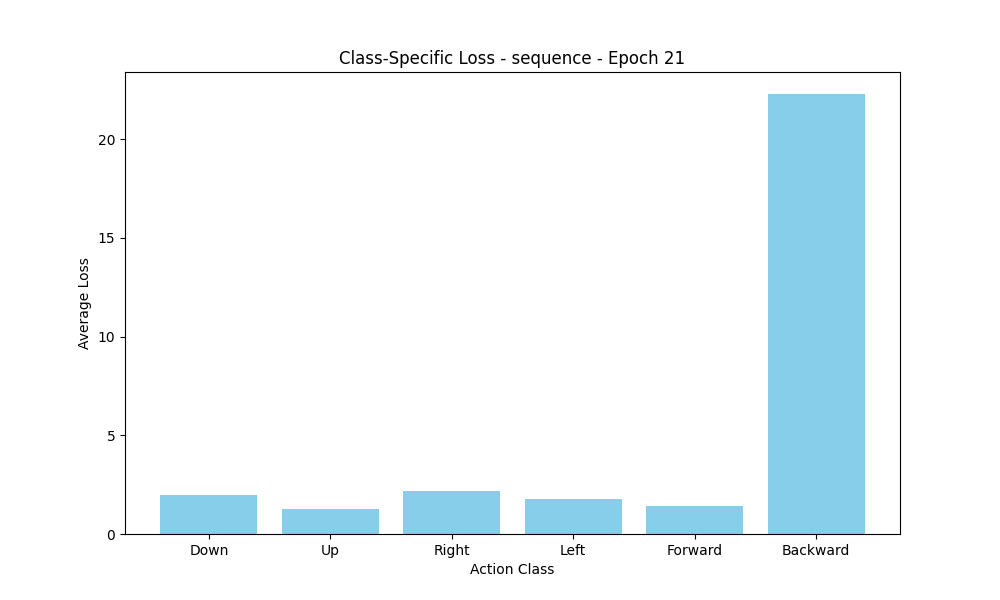 Class-Specific Loss - sequence - Epoch 21
Average Loss
20
15
10
5
0
Down Up Right Left Forward Backward
Action Class